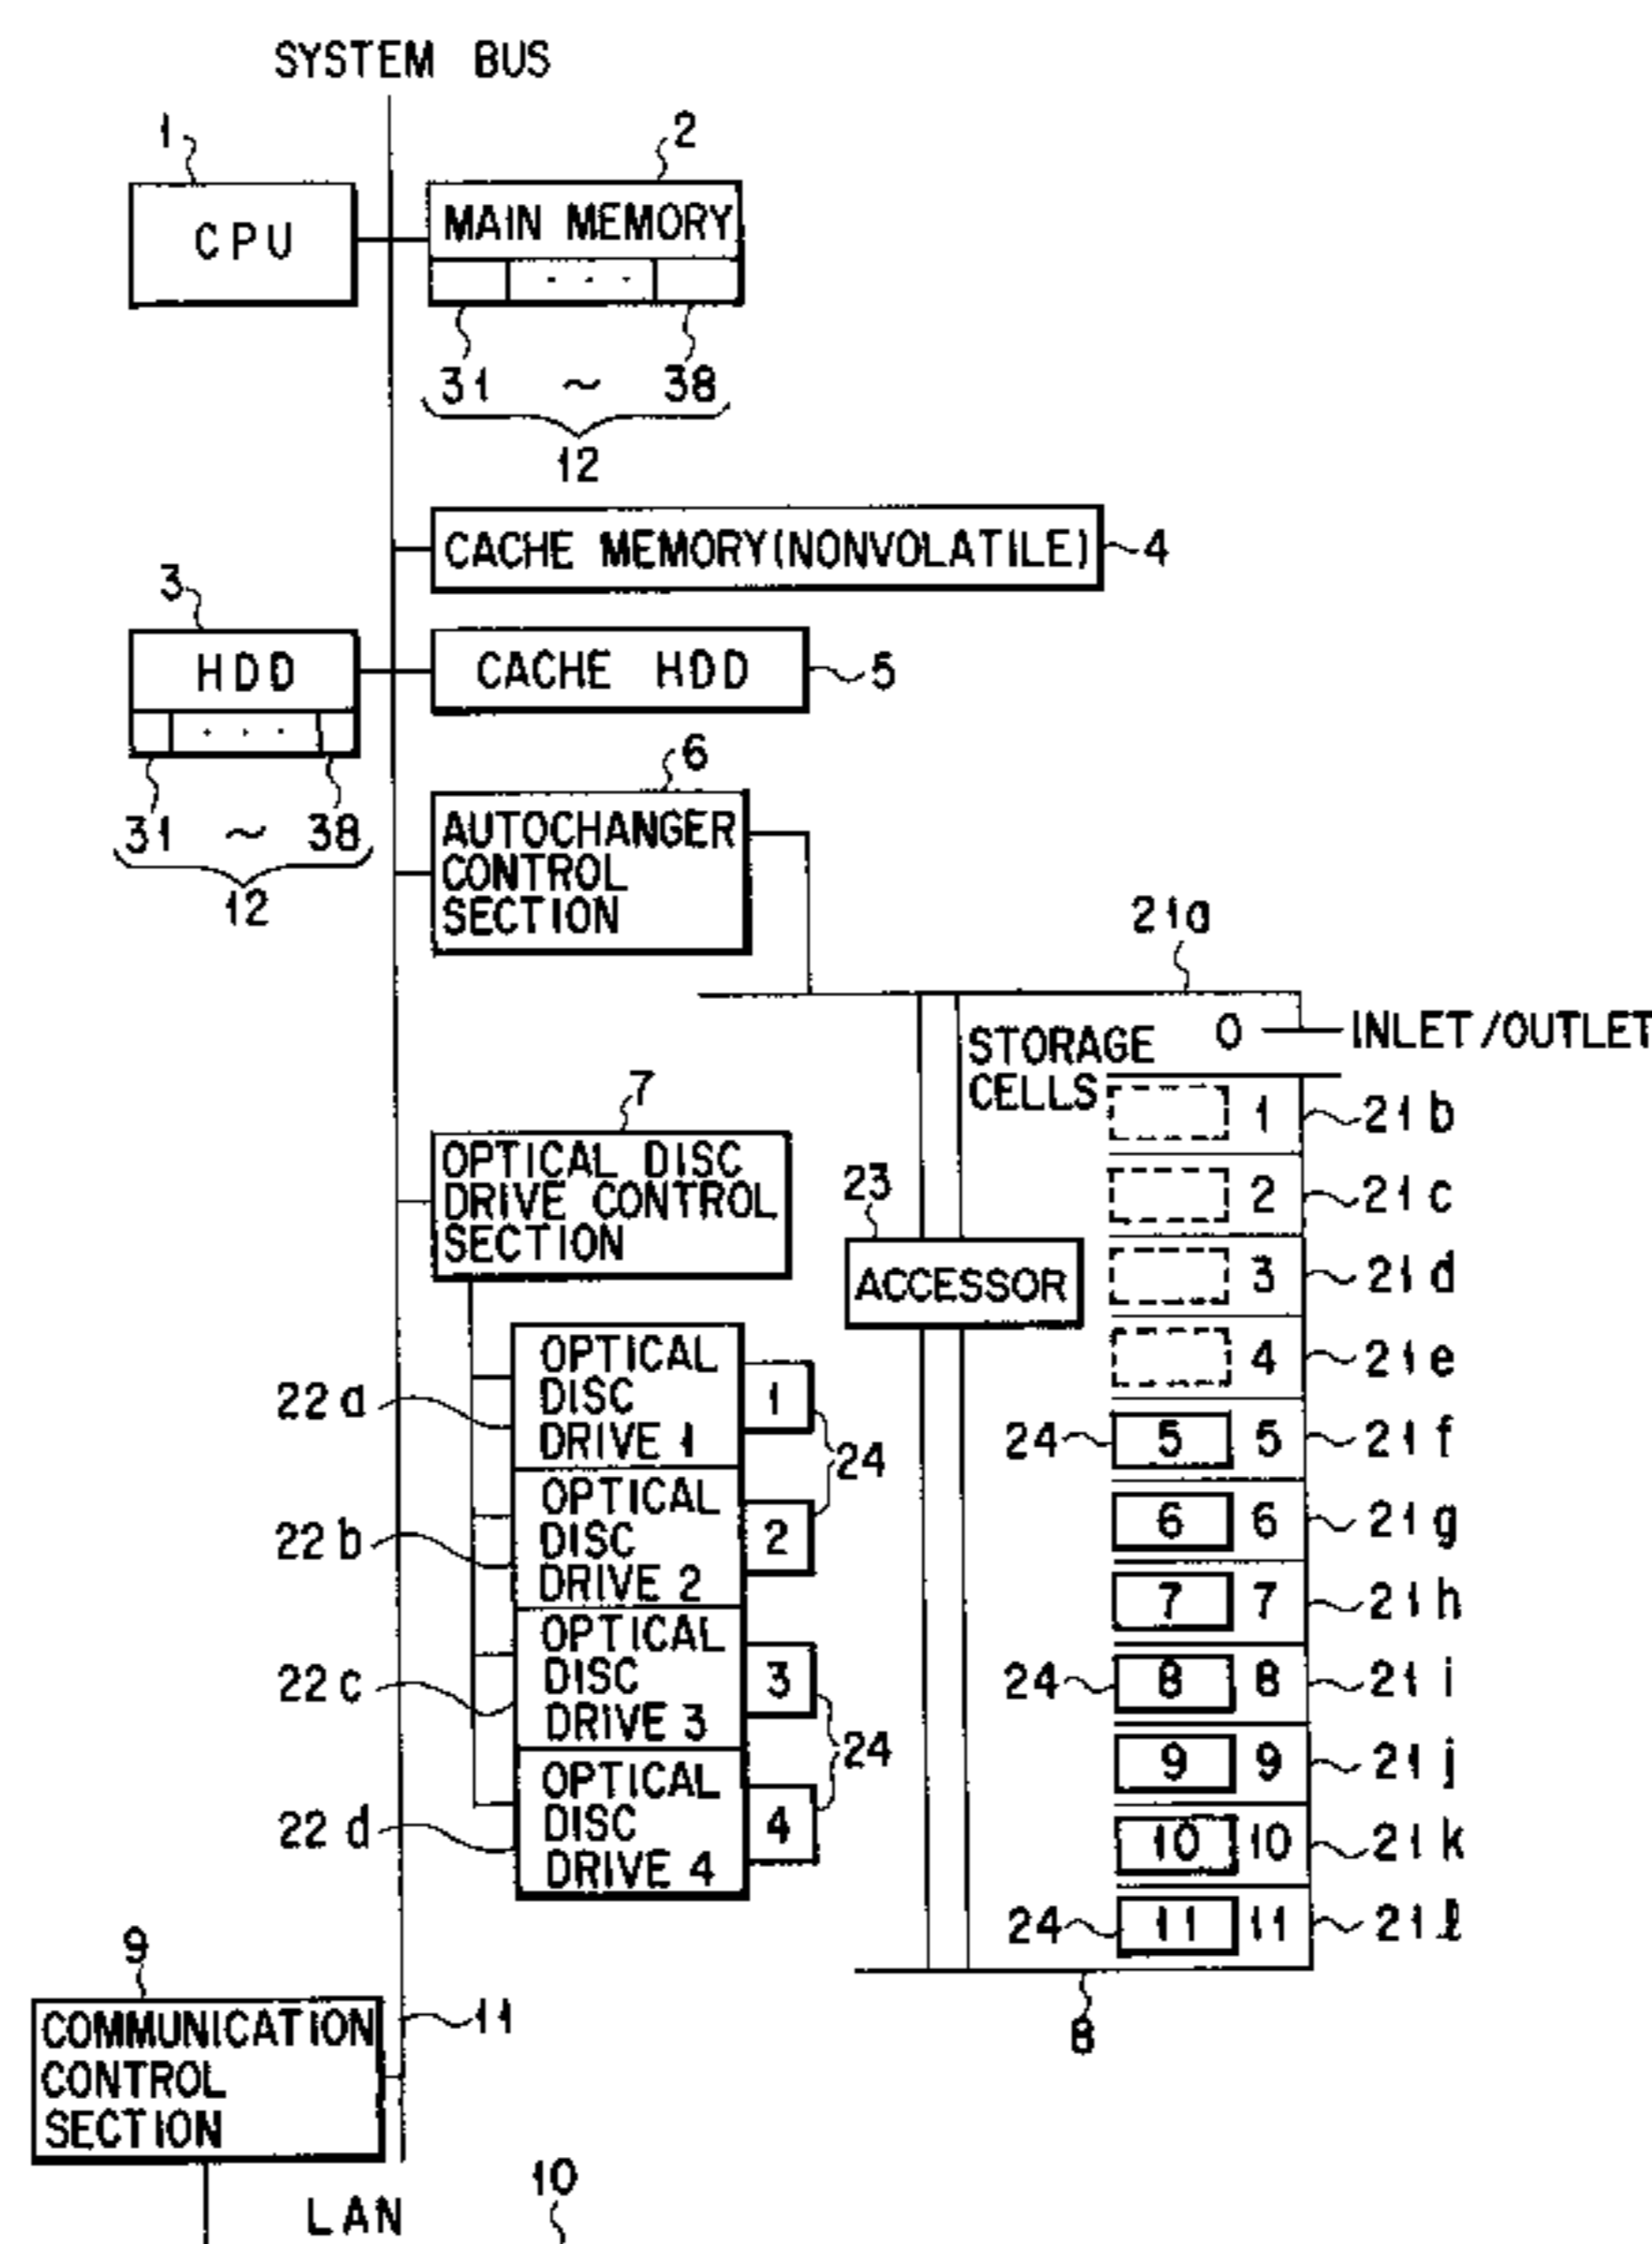 SYSTEM BUS
1
2
CPU
MAIN MEMORY
. . .
31 ~ 38
12
CACHE MEMORY(NONVOLATILE)
4
3
HDD
. . .
CACHE HDD
5
31 ~ 38
12
6
AUTOCHANGER
CONTROL
SECTION
21a
STORAGE
CELLS
0
INLET/OUTLET
1
21b
2
21c
3
21d
4
21e
24
5
5
21f
6
6
21g
7
7
21h
24
8
8
21i
9
9
21j
10
10
21k
24
11
11
21l
8
23
ACCESSOR
7
OPTICAL DISC
DRIVE CONTROL
SECTION
22a
OPTICAL
DISC
DRIVE 1
1
24
22b
OPTICAL
DISC
DRIVE 2
2
22c
OPTICAL
DISC
DRIVE 3
3
24
22d
OPTICAL
DISC
DRIVE 4
4
9
COMMUNICATION
CONTROL
SECTION
11
LAN
10